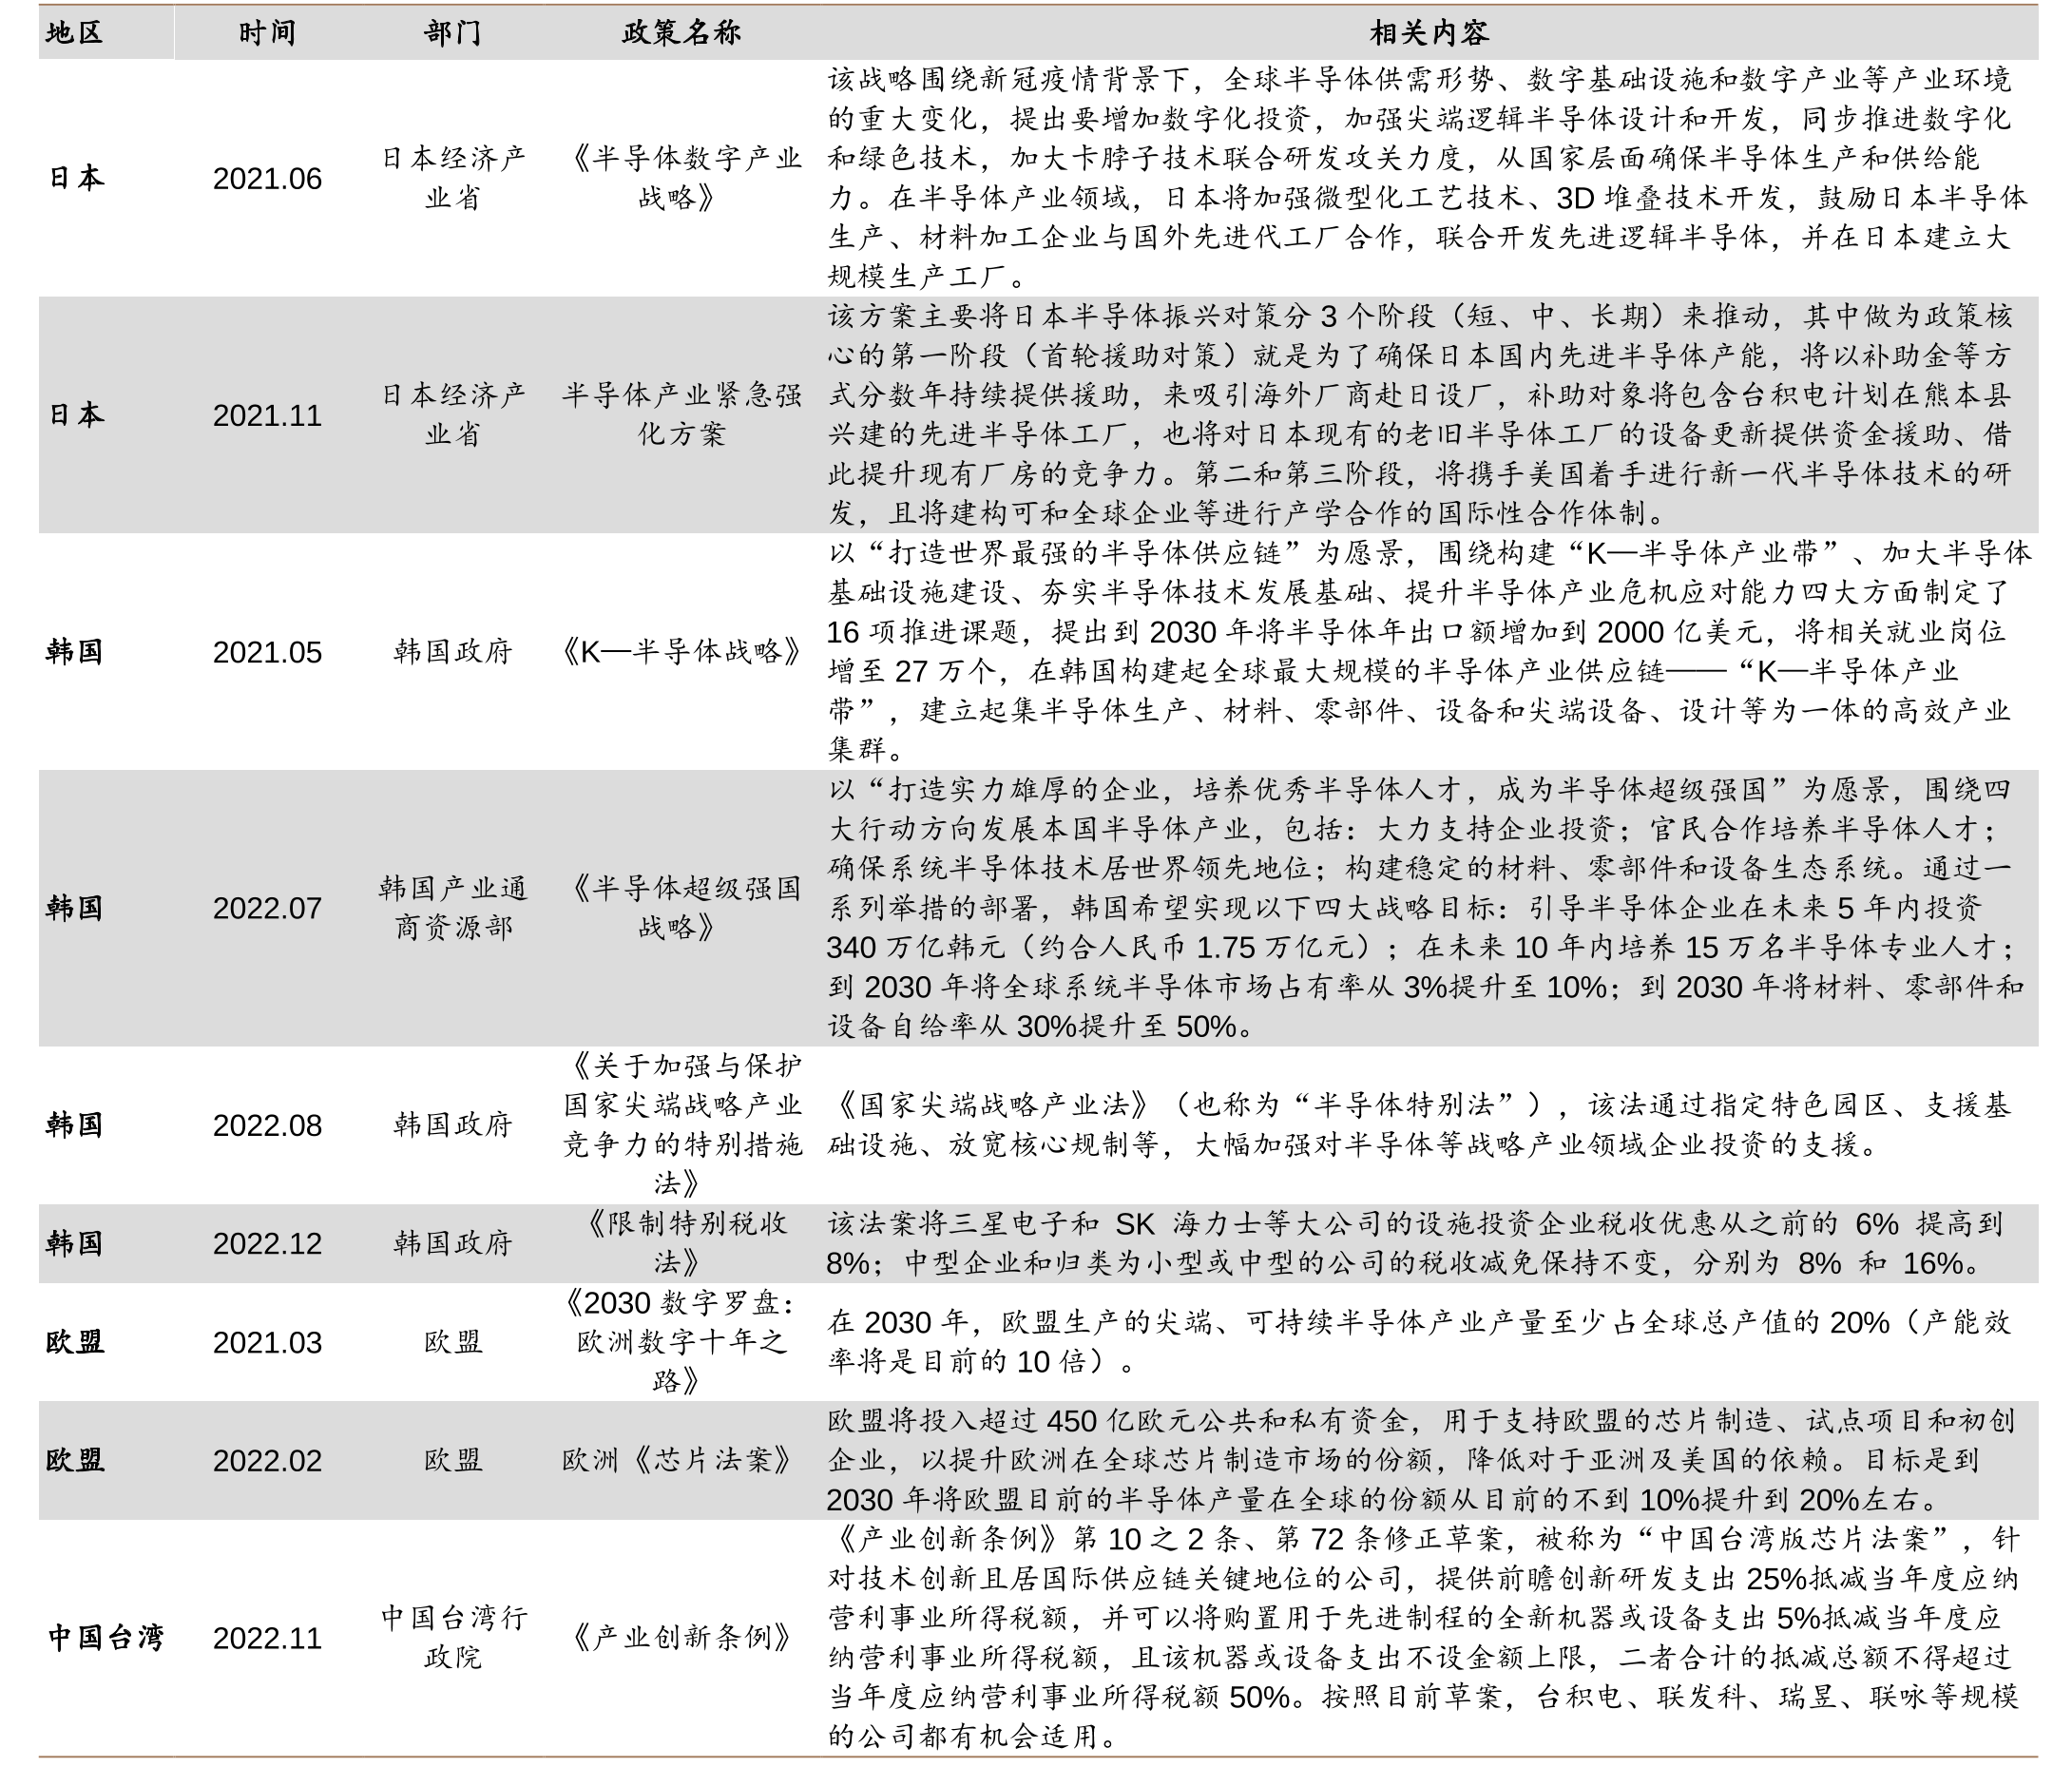 地区 时间 部门 政策名称 相关内容
日本 2021.06 日本经济产业省 《半导体数字产业战略》
该战略围绕新冠疫情背景下，全球半导体供需形势、数字基础设施和数字产业等产业环境
的重大变化，提出要增加数字化投资，加强尖端逻辑半导体设计和开发，同步推进数字化
和绿色技术，加大卡脖子技术联合研发攻关力度，从国家层面确保半导体生产和供给能
力。在半导体产业领域，日本将加强微型化工艺技术、3D 堆叠技术开发，鼓励日本半导体
生产、材料加工企业与国外先进代工厂合作，联合开发先进逻辑半导体，并在日本建立大
规模生产工厂。
日本 2021.11 日本经济产业省 半导体产业紧急强化方案
该方案主要将日本半导体振兴对策分 3 个阶段（短、中、长期）来推动，其中做为政策核
心的第一阶段（首轮援助对策）就是为了确保日本国内先进半导体产能，将以补助金等方
式分数年持续提供援助，来吸引海外厂商赴日设厂，补助对象将包含台积电计划在熊本县
兴建的先进半导体工厂，也将对日本现有的老旧半导体工厂的设备更新提供资金援助、借
此提升现有厂房的竞争力。第二和第三阶段，将携手美国着手进行新一代半导体技术的研
发，且将建构可和全球企业等进行产学合作的国际性合作体制。
韩国 2021.05 韩国政府 《K—半导体战略》
以“打造世界最强的半导体供应链”为愿景，围绕构建“K—半导体产业带”、加大半导体
基础设施建设、夯实半导体技术发展基础、提升半导体产业危机应对能力四大方面制定了
16 项推进课题，提出到 2030 年将半导体年出口额增加到 2000 亿美元，将相关就业岗位
增至 27 万个，在韩国构建起全球最大规模的半导体产业供应链——“K—半导体产业
带”，建立起集半导体生产、材料、零部件、设备和尖端设备、设计等为一体的高效产业
集群。
韩国 2022.07 韩国产业通商资源部 《半导体超级强国战略》
以“打造实力雄厚的企业，培养优秀半导体人才，成为半导体超级强国”为愿景，围绕四
大行动方向发展本国半导体产业，包括：大力支持企业投资；官民合作培养半导体人才；
确保系统半导体技术居世界领先地位；构建稳定的材料、零部件和设备生态系统。通过一
系列举措的部署，韩国希望实现以下四大战略目标：引导半导体企业在未来 5 年内投资
340 万亿韩元（约合人民币 1.75 万亿元）；在未来 10 年内培养 15 万名半导体专业人才；
到 2030 年将全球系统半导体市场占有率从 3%提升至 10%；到 2030 年将材料、零部件和
设备自给率从 30%提升至 50%。
韩国 2022.08 韩国政府 《关于加强与保护国家尖端战略产业竞争力的特别措施法》
《国家尖端战略产业法》（也称为“半导体特别法”），该法通过指定特色园区、支援基
础设施、放宽核心规制等，大幅加强对半导体等战略产业领域企业投资的支援。
韩国 2022.12 韩国政府 《限制特别税收法》
该法案将三星电子和 SK 海力士等大公司的设施投资企业税收优惠从之前的 6% 提高到
8%；中型企业和归类为小型或中型的公司的税收减免保持不变，分别为 8% 和 16%。
欧盟 2021.03 欧盟 《2030 数字罗盘：欧洲数字十年之路》
在 2030 年，欧盟生产的尖端、可持续半导体产业产量至少占全球总产值的 20%（产能效
率将是目前的 10 倍）。
欧盟 2022.02 欧盟 欧洲《芯片法案》
欧盟将投入超过 450 亿欧元公共和私有资金，用于支持欧盟的芯片制造、试点项目和初创
企业，以提升欧洲在全球芯片制造市场的份额，降低对于亚洲及美国的依赖。目标是到
2030 年将欧盟目前的半导体产量在全球的份额从目前的不到 10%提升到 20%左右。
中国台湾 2022.11 中国台湾行政院 《产业创新条例》
《产业创新条例》第 10 之 2 条、第 72 条修正草案，被称为“中国台湾版芯片法案”，针
对技术创新且居国际供应链关键地位的公司，提供前瞻创新研发支出 25%抵减当年度应纳
营利事业所得税额，并可以将购置用于先进制程的全新机器或设备支出 5%抵减当年度应
纳营利事业所得税额，且该机器或设备支出不设金额上限，二者合计的抵减总额不得超过
当年度应纳营利事业所得税额 50%。按照目前草案，台积电、联发科、瑞昱、联咏等规模
的公司都有机会适用。